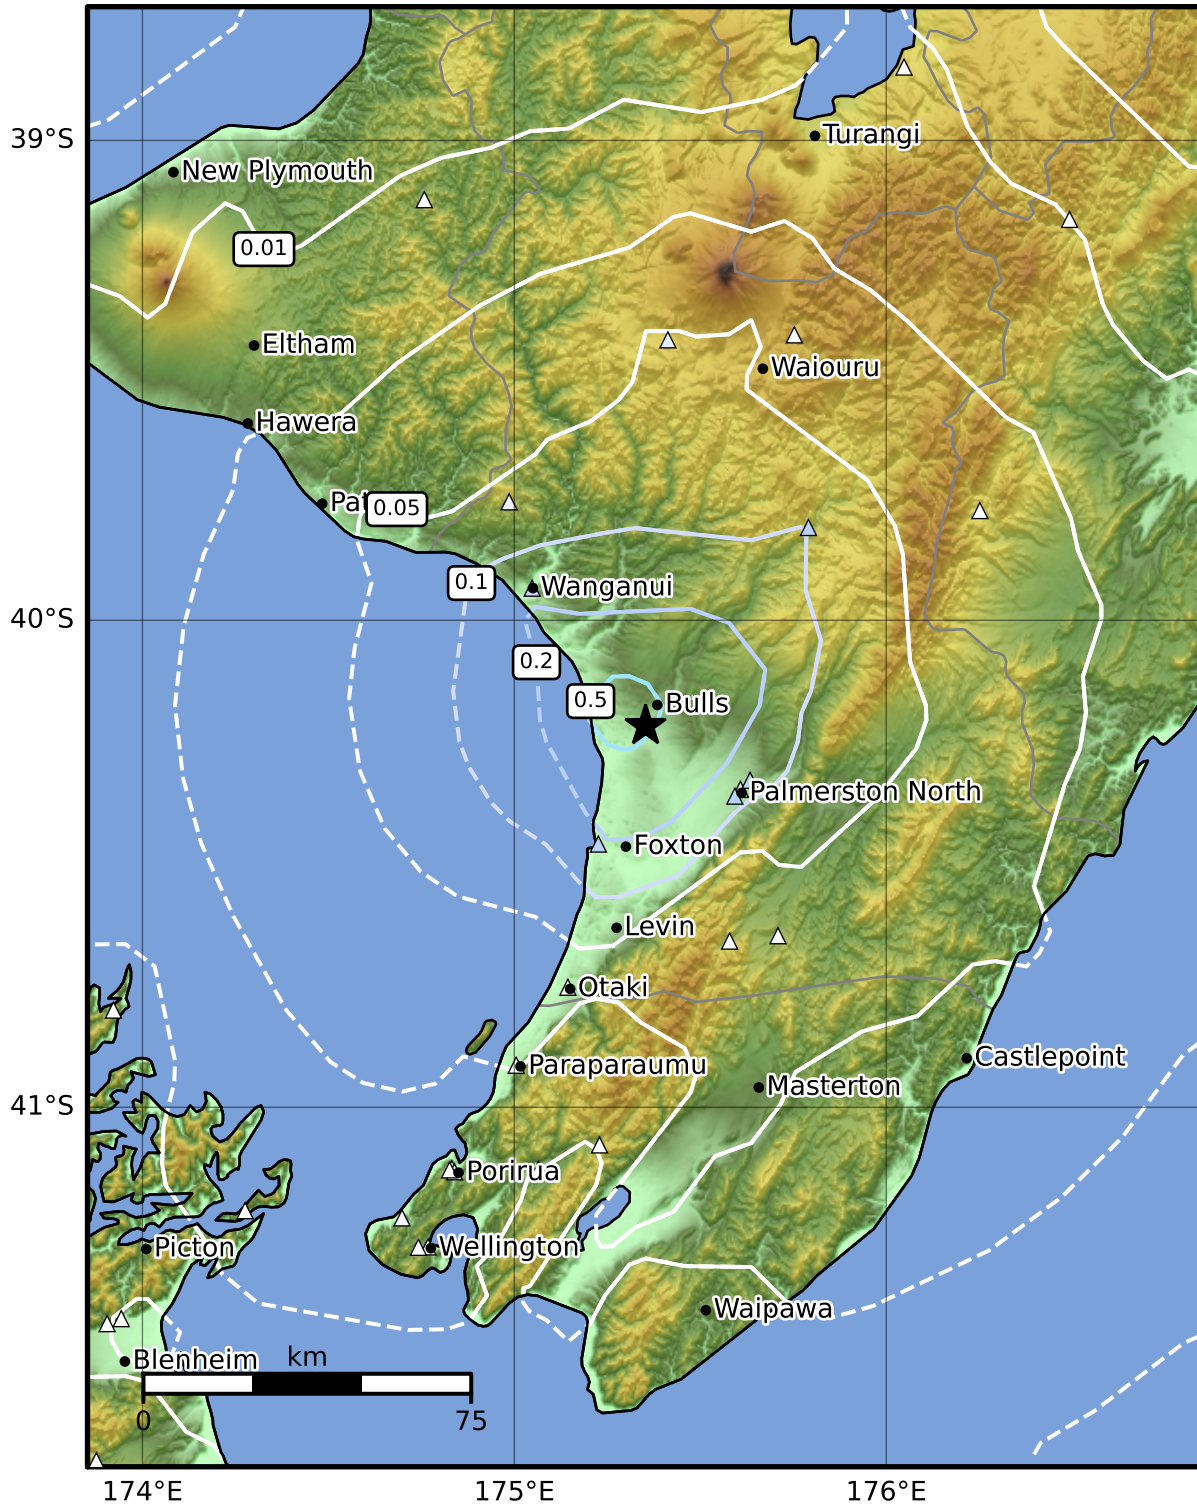 39°S
Turangi
New Plymouth
0.01
Eltham
Waiouru
Hawera
Pat
0.05
0.1
Wanganui
40°S
0.2
0.5
Bulls
Palmerston North
Foxton
Levin
Otaki
Castlepoint
Paraparaumu
Masterton
41°S
Porirua
Picton
Wellington
Waipawa
Blenheim
km
0
75
174°E
175°E
176°E